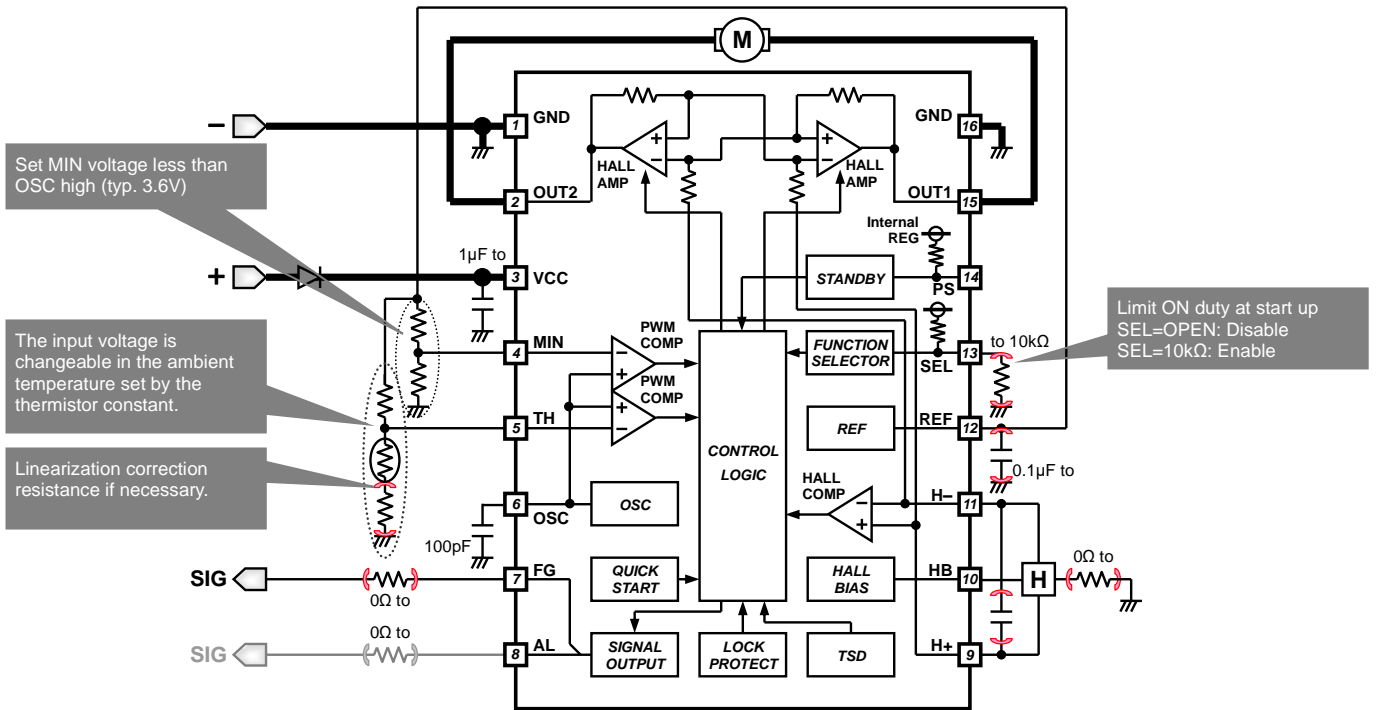 M
−
1
GND
GND
16
Set MIN voltage less than
OSC high (typ. 3.6V)
HALL
AMP
HALL
AMP
2
OUT2
OUT1
15
Internal
REG
+
1μF to
3
VCC
STANDBY
14
PS
Limit ON duty at start up
SEL=OPEN: Disable
SEL=10kΩ: Enable
The input voltage is
changeable in the ambient
temperature set by the
thermistor constant.
4
MIN
PWM
COMP
FUNCTION
SELECTOR
13
SEL
to 10kΩ
PWM
COMP
5
TH
REF
REF
12
CONTROL
LOGIC
0.1μF to
Linearization correction
resistance if necessary.
6
OSC
OSC
100pF
HALL
COMP
H−
11
SIG
0Ω to
7
FG
QUICK
START
HALL
BIAS
HB
10
H
0Ω to
SIG
0Ω to
8
AL
SIGNAL
OUTPUT
LOCK
PROTECT
TSD
H+
9
+
−
+
−
−
+
+
−
−
+